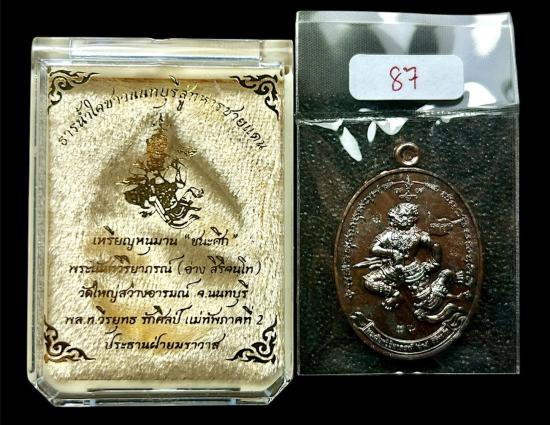 ธารน้ำใจชาวนนทบุรีสู่ทหารชายแดน
เหรียญหนุมาน "ชนะศึก"
พระนันทวิริยาภรณ์ (อาง สิริจนฺโท)
วัดใหญ่สว่างอารมณ์ จ.นนทบุรี
พล.ท.วีรยุทธ รักศิลป์ แม่ทัพภาคที่ 2
ประธานฝ่ายฆราวาส
87